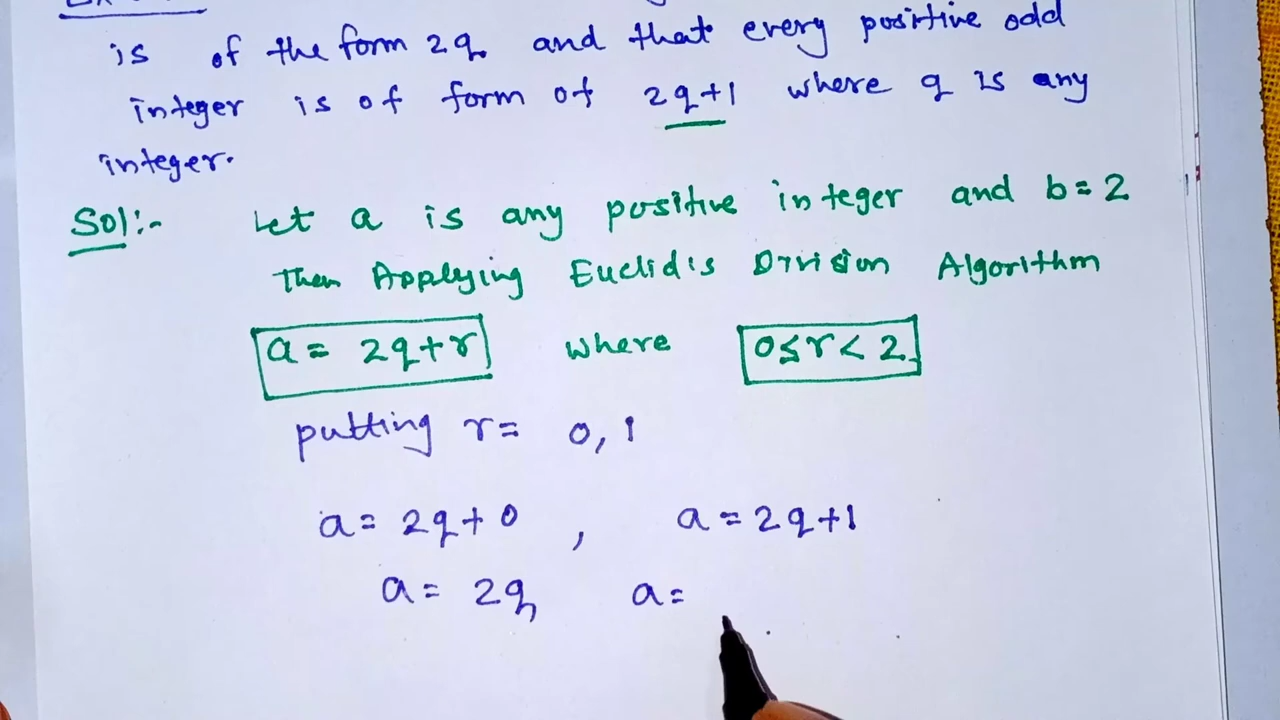 is of the form 2q and that every positive odd
integer is of form of 2q+1 where q is any
integer.
Sol:- Let a is any positive integer and b=2
Then Applying Euclid's Division Algorithm
a= 2q+r where 0≤r<2
putting r= 0, 1
a= 2q+0 , a=2q+1
a= 2q a=